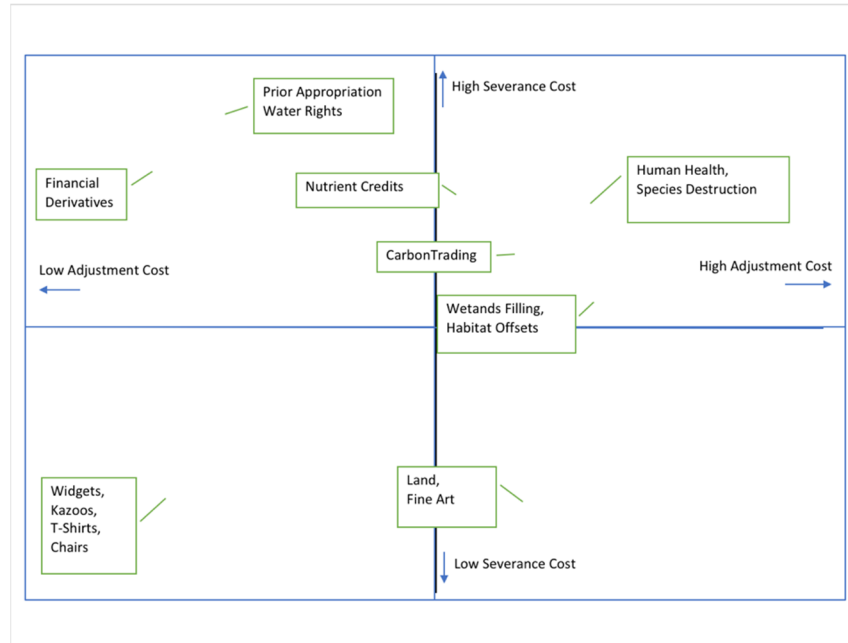 Prior Appropriation
Water Rights
High Severance Cost
Financial
Derivatives
Nutrient Credits
Human Health,
Species Destruction
CarbonTrading
Low Adjustment Cost
High Adjustment Cost
Wetands Filling,
Habitat Offsets
Widgets,
Kazoos,
T-Shirts,
Chairs
Land,
Fine Art
Low Severance Cost